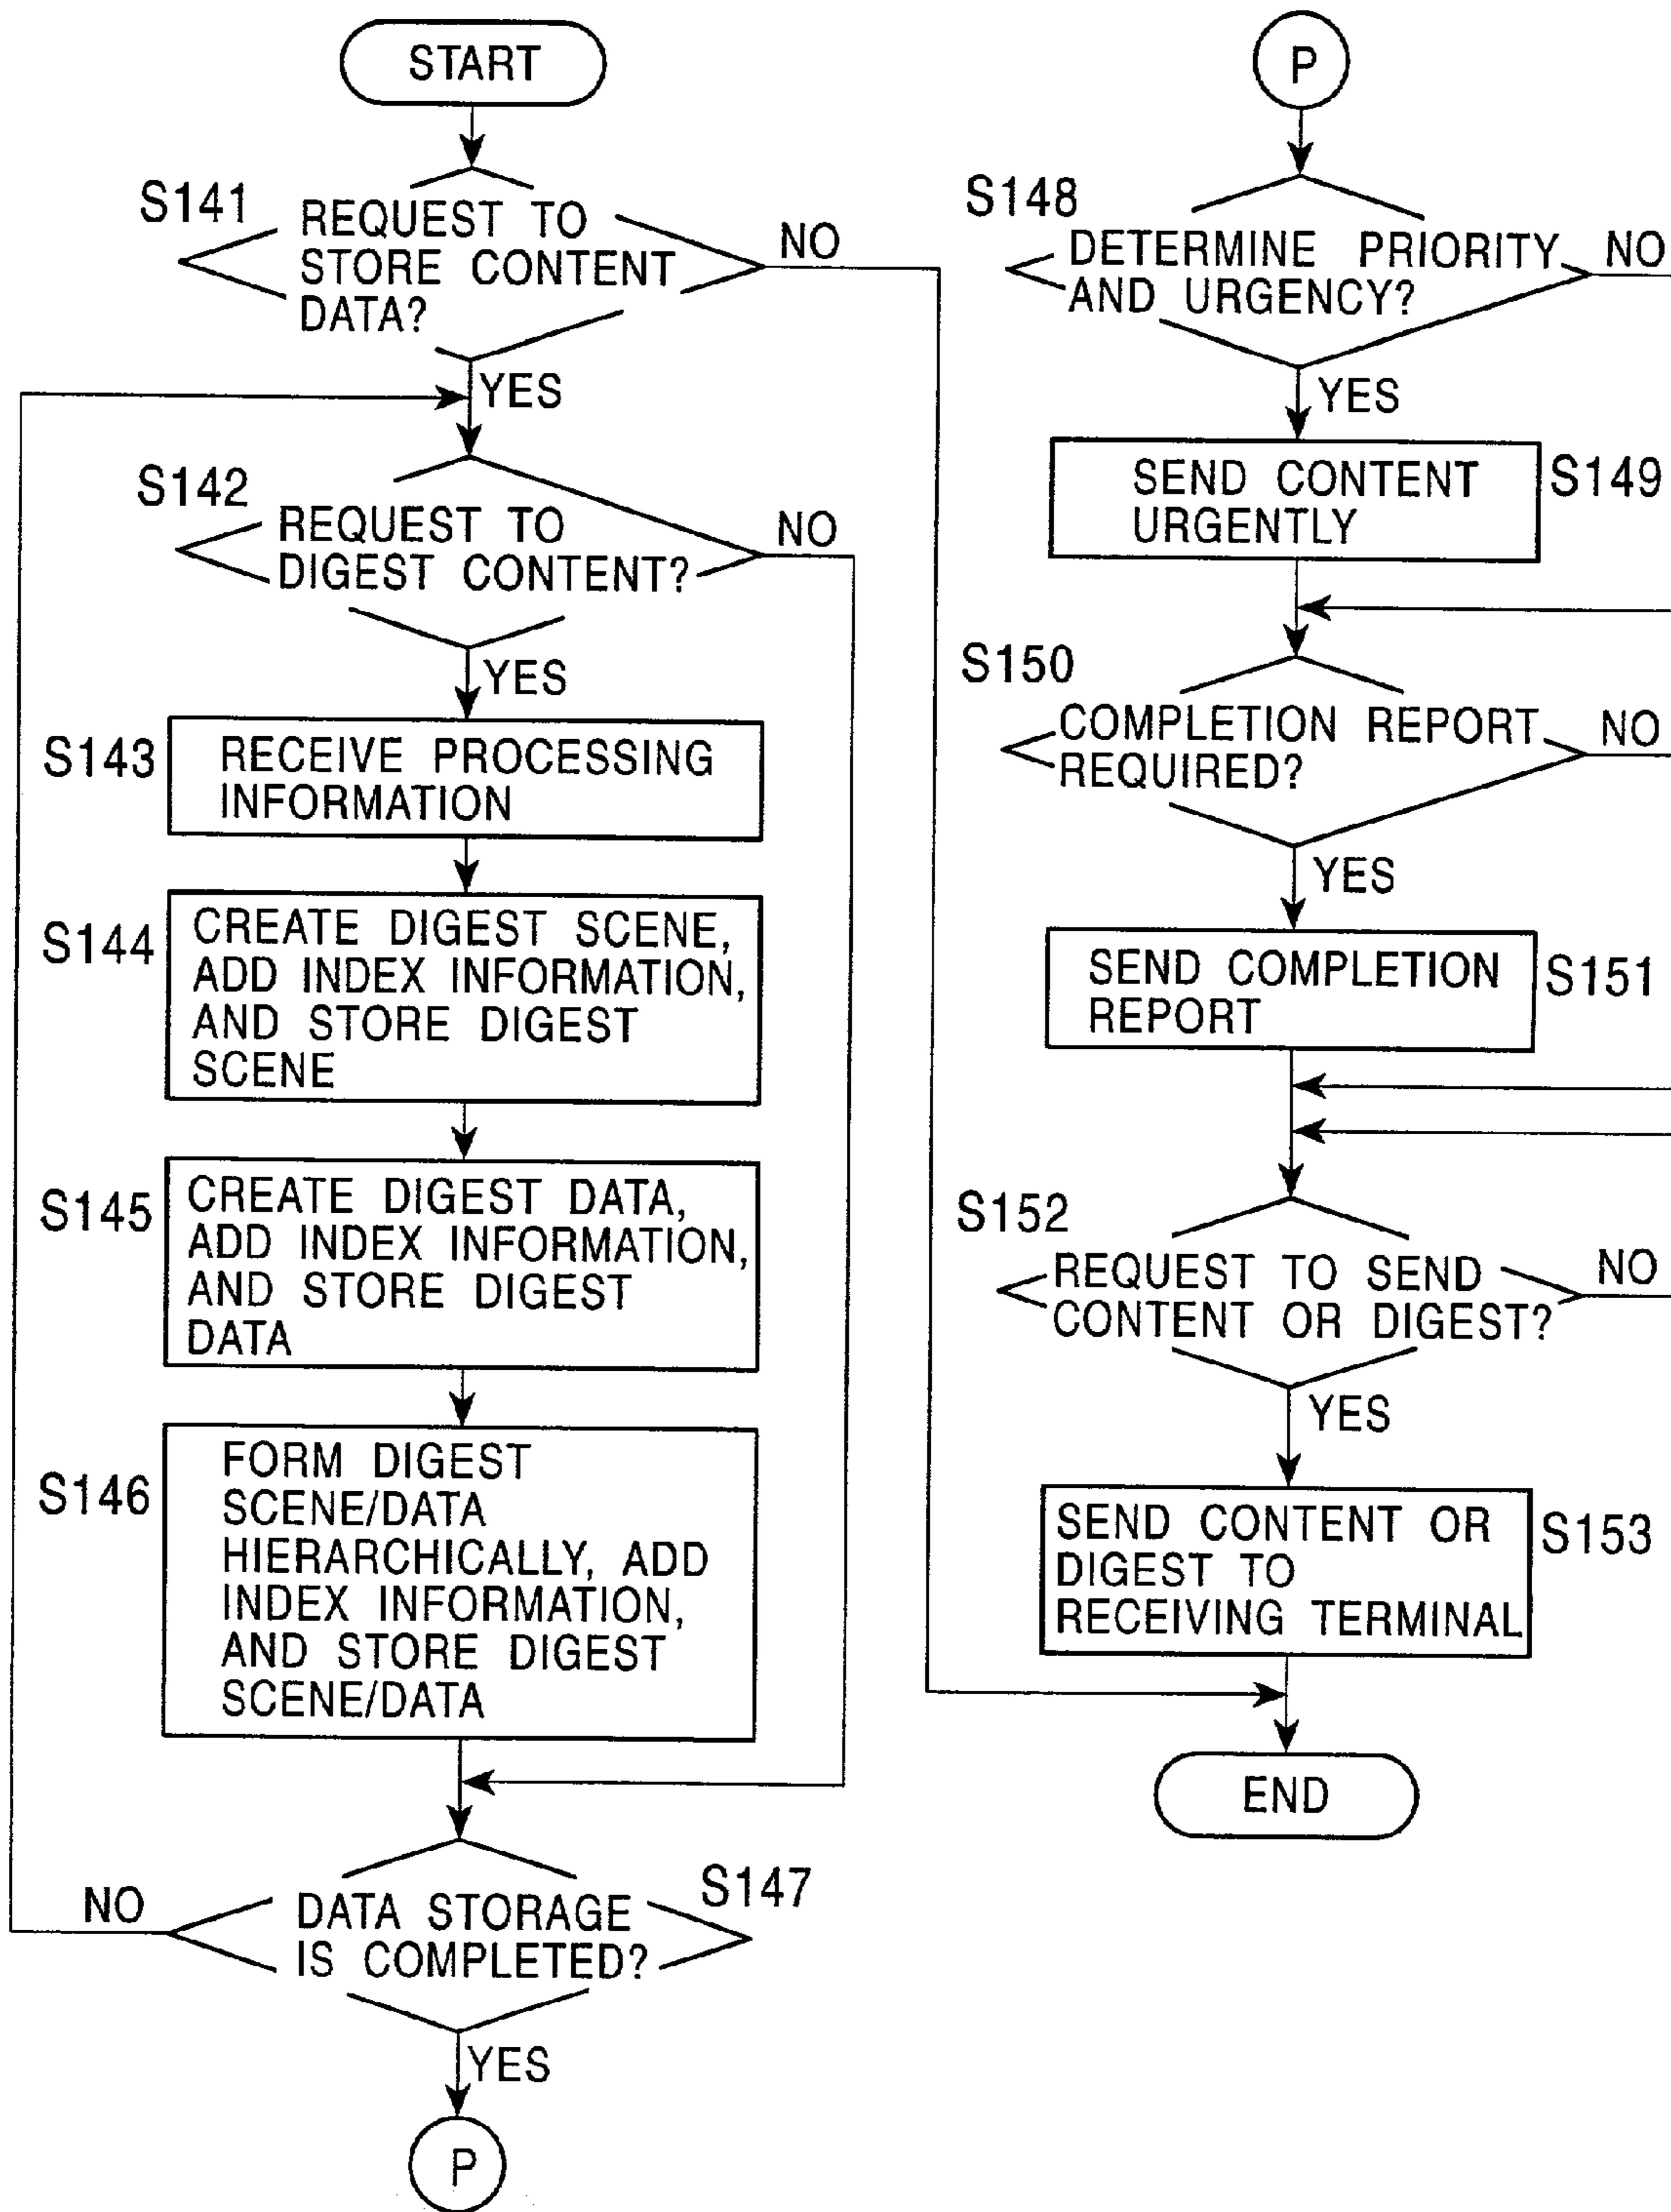 START
S141
REQUEST TO
STORE CONTENT
DATA?
NO
YES
S142
REQUEST TO
DIGEST CONTENT?
NO
YES
S143
RECEIVE PROCESSING
INFORMATION
S144
CREATE DIGEST SCENE,
ADD INDEX INFORMATION,
AND STORE DIGEST
SCENE
S145
CREATE DIGEST DATA,
ADD INDEX INFORMATION,
AND STORE DIGEST
DATA
S146
FORM DIGEST
SCENE/DATA
HIERARCHICALLY, ADD
INDEX INFORMATION,
AND STORE DIGEST
SCENE/DATA
S147
DATA STORAGE
IS COMPLETED?
NO
YES
P
P
S148
DETERMINE PRIORITY
AND URGENCY?
NO
YES
SEND CONTENT
URGENTLY
S149
S150
COMPLETION REPORT
REQUIRED?
NO
YES
SEND COMPLETION
REPORT
S151
S152
REQUEST TO SEND
CONTENT OR DIGEST?
NO
YES
SEND CONTENT OR
DIGEST TO
RECEIVING TERMINAL
S153
END